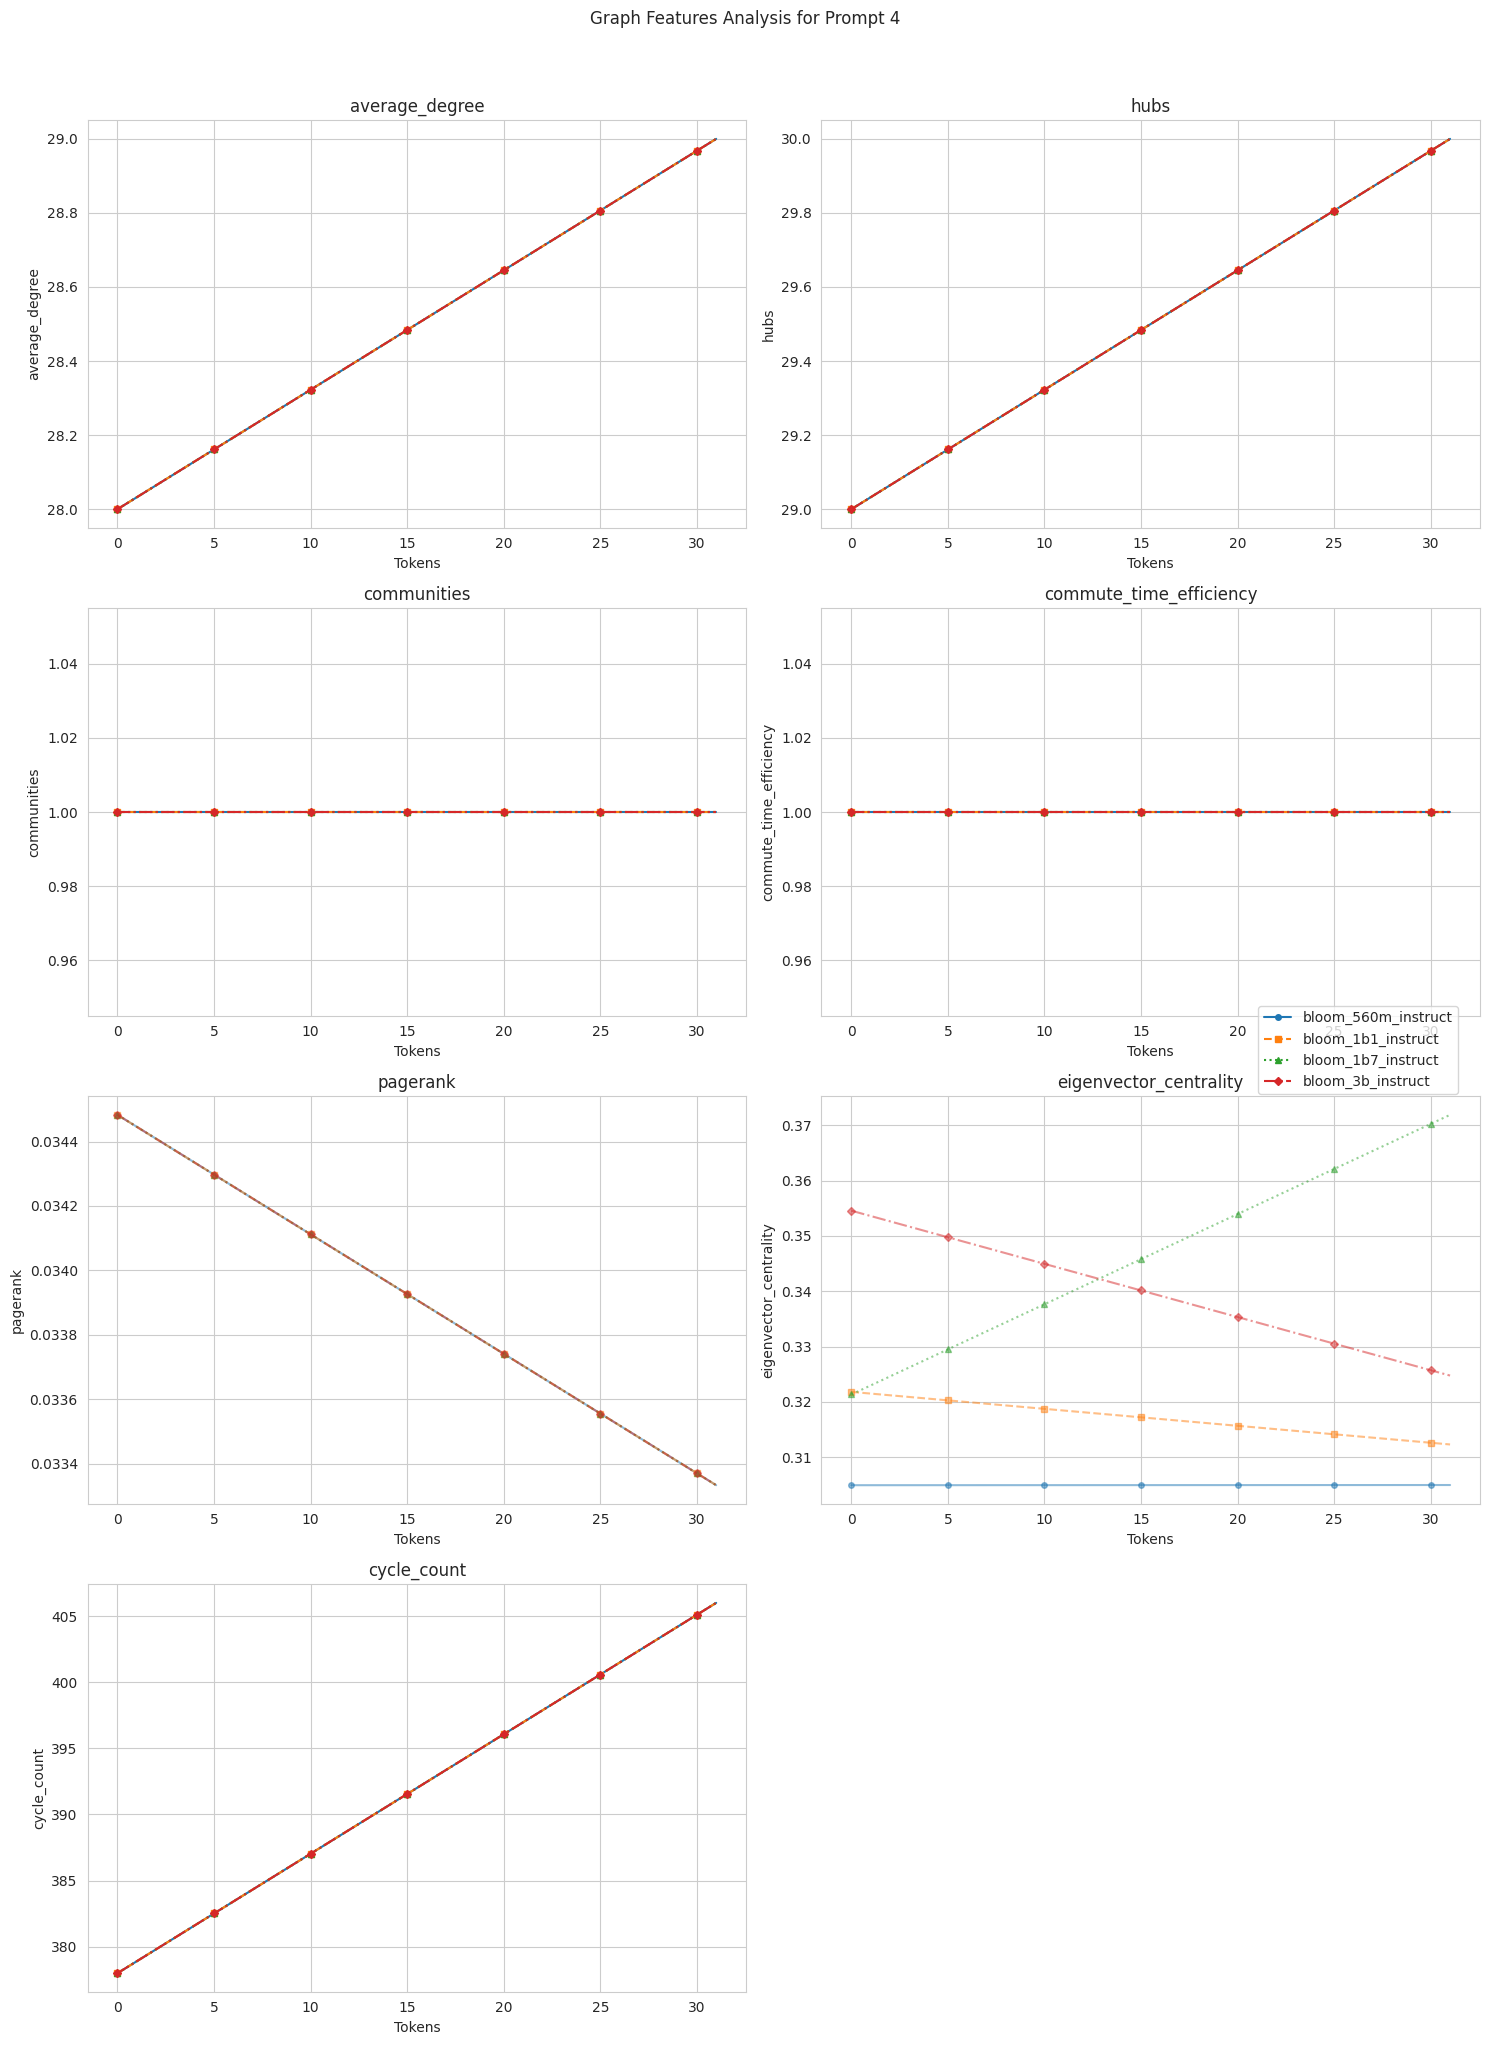 Graph Features Analysis for Prompt 4
average_degree
average_degree
29.0
28.8
28.6
28.4
28.2
28.0
0 5 10 15 20 25 30
Tokens
hubs
hubs
30.0
29.8
29.6
29.4
29.2
29.0
0 5 10 15 20 25 30
Tokens
communities
communities
1.04
1.02
1.00
0.98
0.96
0 5 10 15 20 25 30
Tokens
commute_time_efficiency
commute_time_efficiency
1.04
1.02
1.00
0.98
0.96
0 5 10 15 20 25 30
Tokens
bloom_560m_instruct
bloom_1b1_instruct
bloom_1b7_instruct
bloom_3b_instruct
pagerank
pagerank
0.0344
0.0342
0.0340
0.0338
0.0336
0.0334
0 5 10 15 20 25 30
Tokens
eigenvector_centrality
eigenvector_centrality
0.37
0.36
0.35
0.34
0.33
0.32
0.31
0 5 10 15 20 25 30
Tokens
cycle_count
cycle_count
405
400
395
390
385
380
0 5 10 15 20 25 30
Tokens